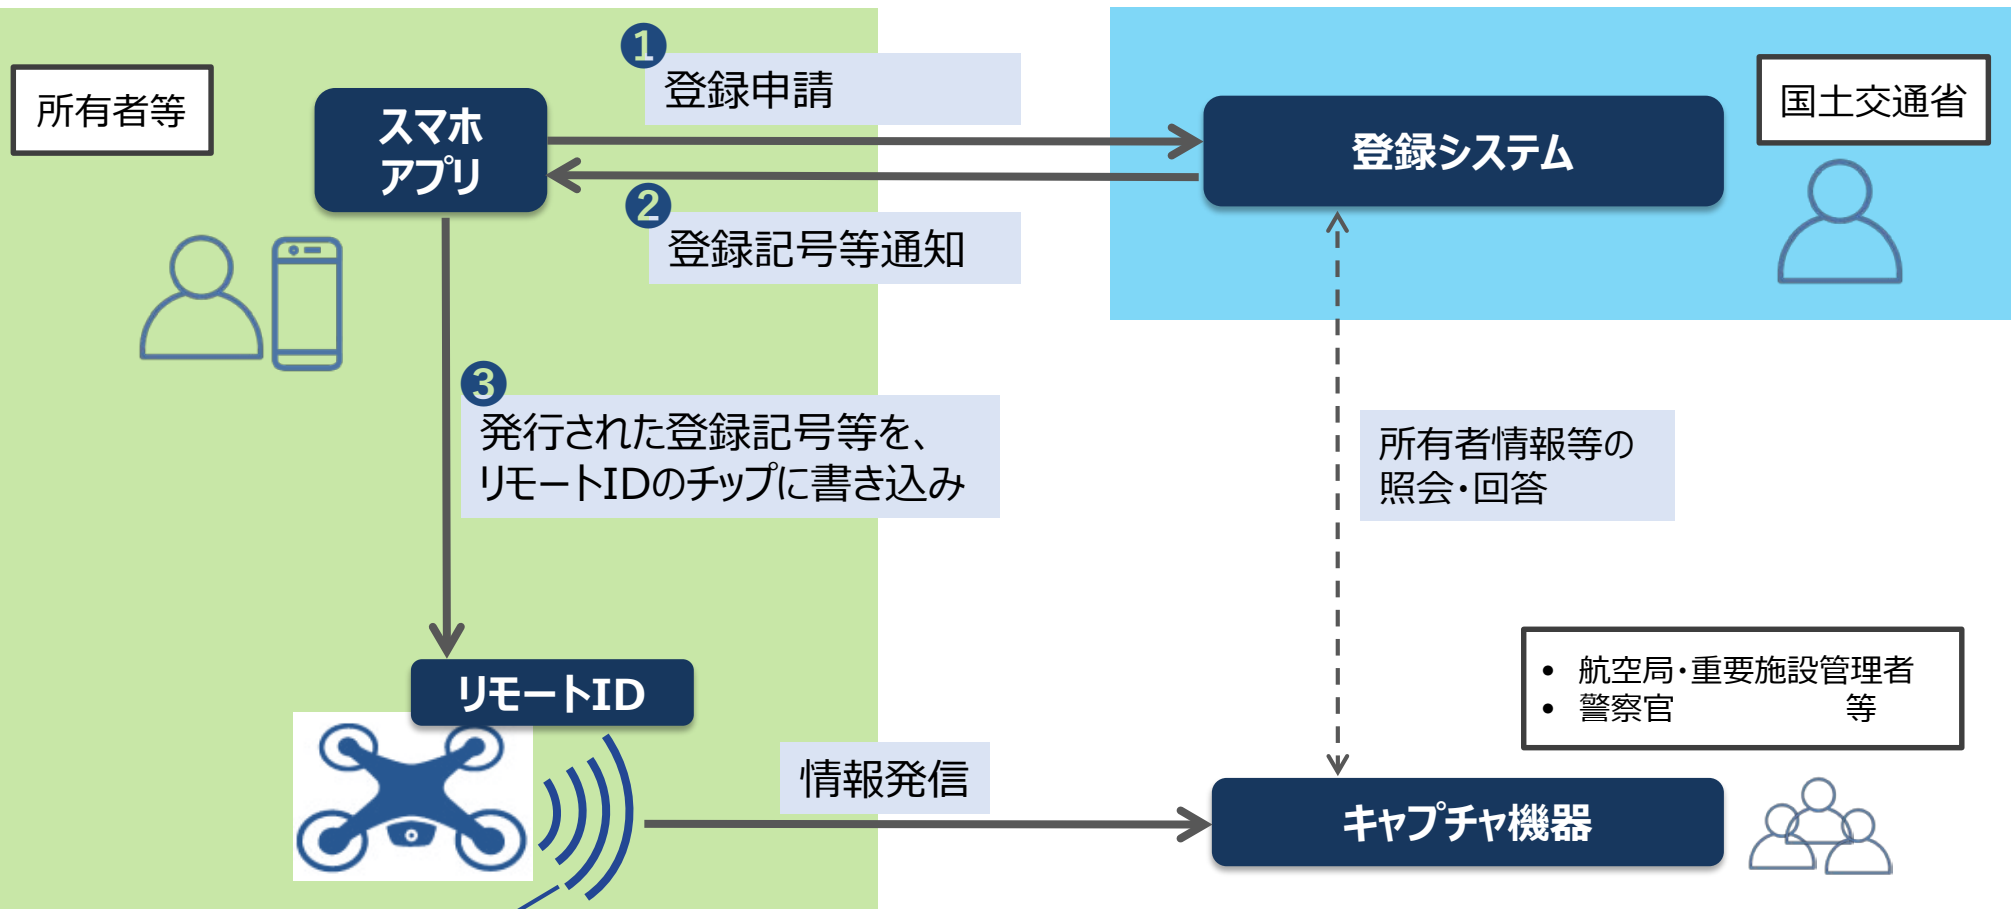 所有者等
スマホ
アプリ
❶
登録申請
登録システム
国土交通省
❷
登録記号等通知
❸
発行された登録記号等を、
リモートIDのチップに書き込み
所有者情報等の
照会・回答
リモートID
情報発信
• 航空局・重要施設管理者
• 警察官 等
キャプチャ機器